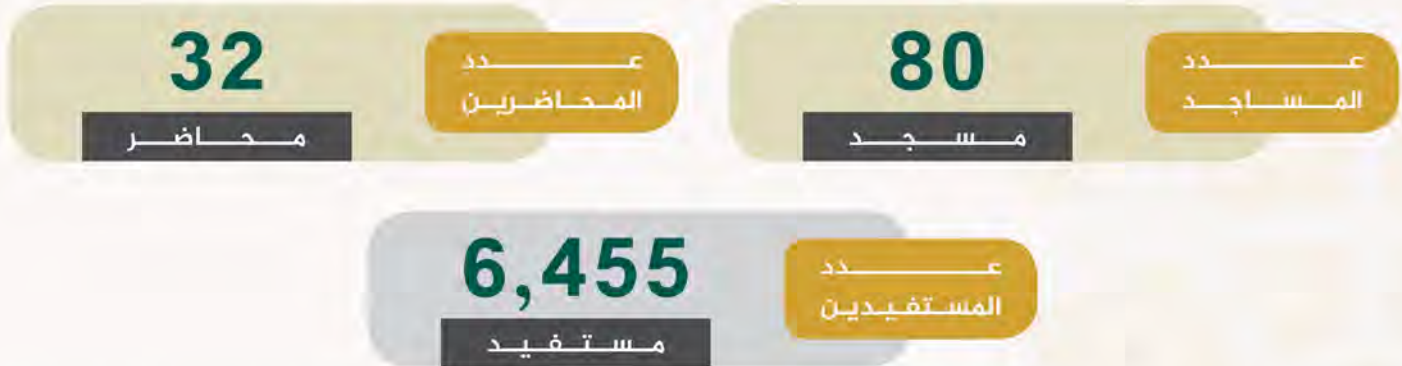 عدد
المساجد
80
مسجد
عدد
المحاضرين
32
محاضر
عدد
المستفيدين
6,455
مستفيد